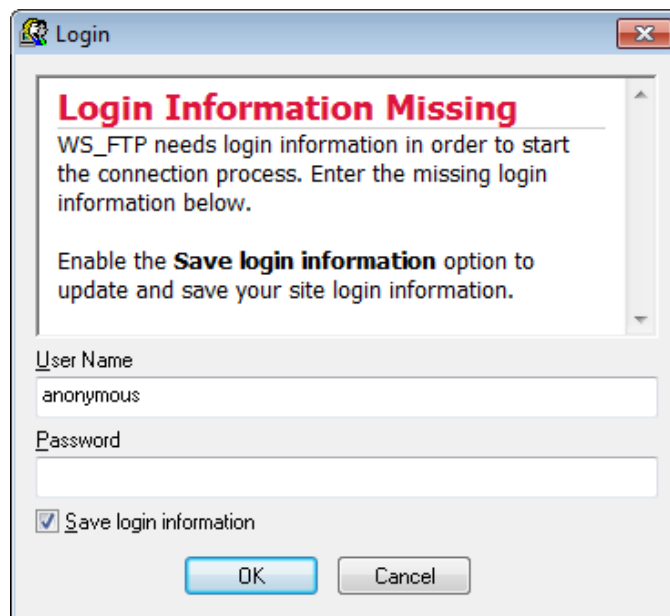 Login
Login Information Missing
WS_FTP needs login information in order to start
the connection process. Enter the missing login
information below.
Enable the Save login information option to
update and save your site login information.
User Name
anonymous
Password
Save login information
OK Cancel